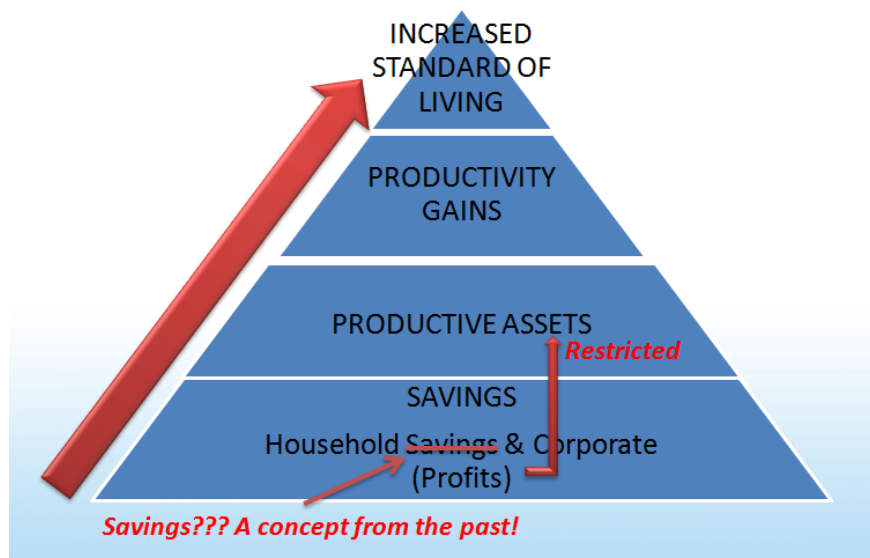 INCREASED
STANDARD OF
LIVING
PRODUCTIVITY
GAINS
PRODUCTIVE ASSETS
Restricted
SAVINGS
Household Savings & Corporate
(Profits)
Savings??? A concept from the past!